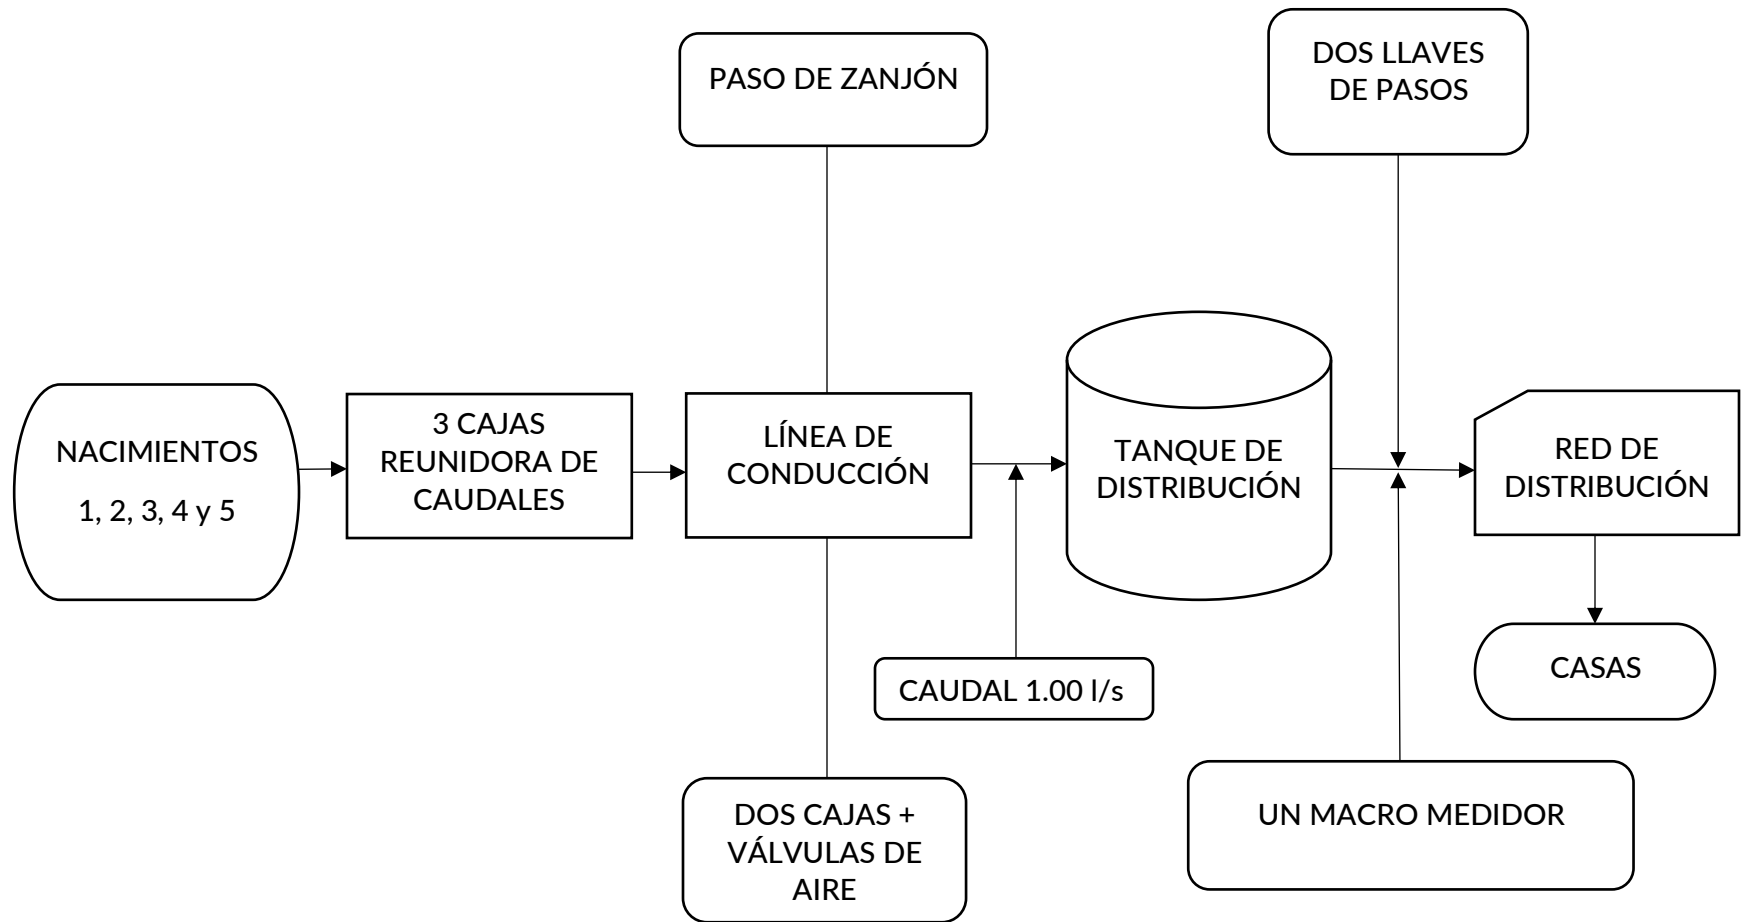 PASO DE ZANJÓN
DOS LLAVES
DE PASOS
NACIMIENTOS
1, 2, 3, 4 y 5
3 CAJAS
REUNIDORA DE
CAUDALES
LÍNEA DE
CONDUCCIÓN
TANQUE DE
DISTRIBUCIÓN
RED DE
DISTRIBUCIÓN
CAUDAL 1.00 l/s
CASAS
DOS CAJAS +
VÁLVULAS DE
AIRE
UN MACRO MEDIDOR